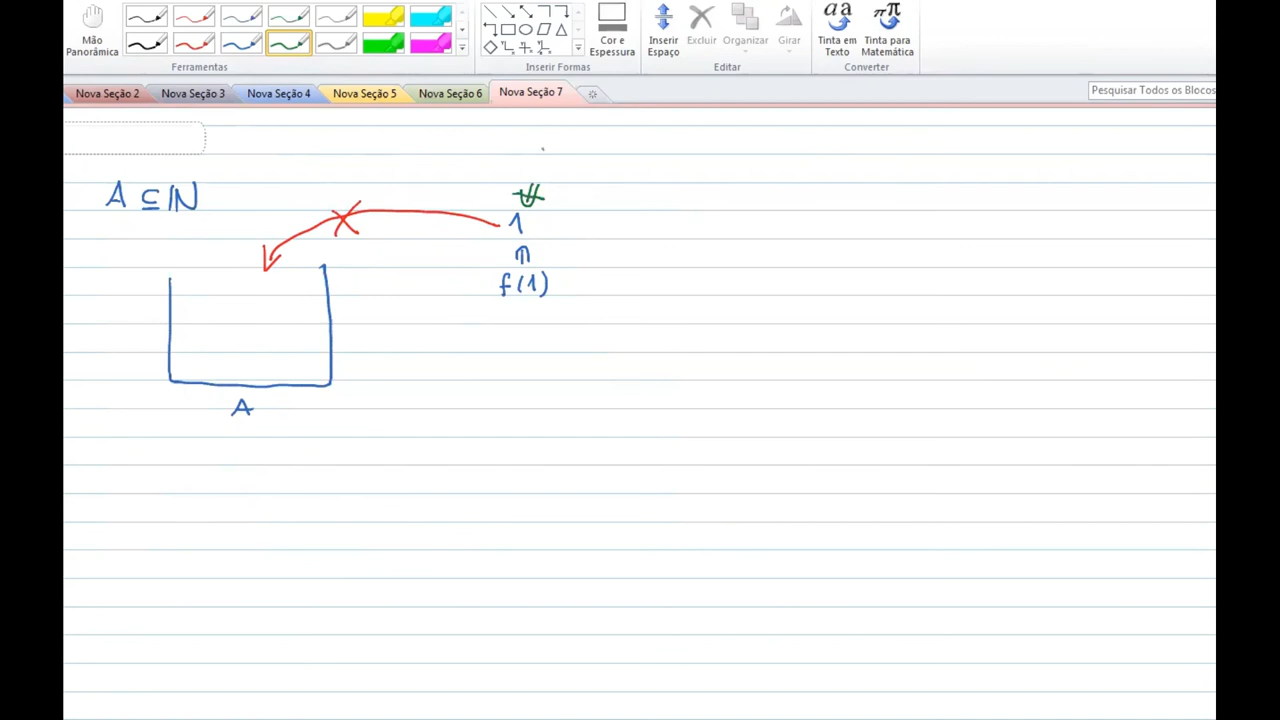 Mão Panorâmica
Ferramentas
Cor e Espessura
Inserir Formas
Inserir Espaço
Excluir
Organizar
Girar
Editar
aa Tinta em Texto
ππ Tinta para Matemática
Converter
Nova Seção 2
Nova Seção 3
Nova Seção 4
Nova Seção 5
Nova Seção 6
Nova Seção 7
Pesquisar Todos os Blocos
A ⊆ ℕ
1
f(1)
A